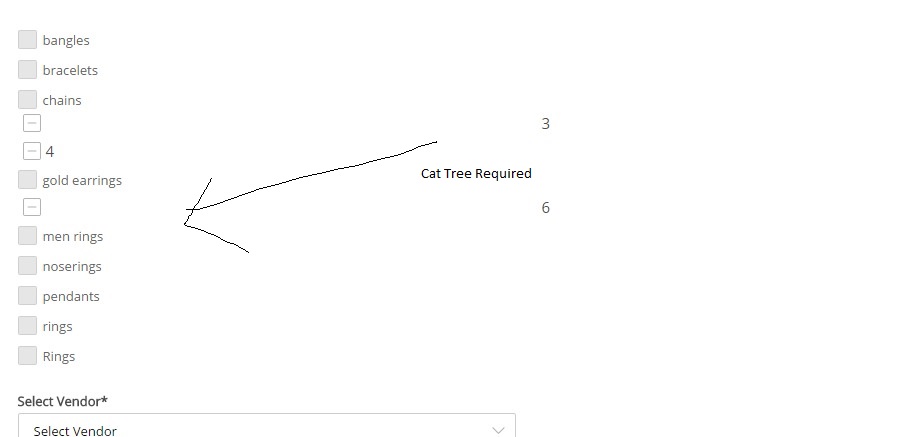 bangles
bracelets
chains
3
4
Cat Tree Required
gold earrings
6
men rings
noserings
pendants
rings
Rings
Select Vendor*
Select Vendor